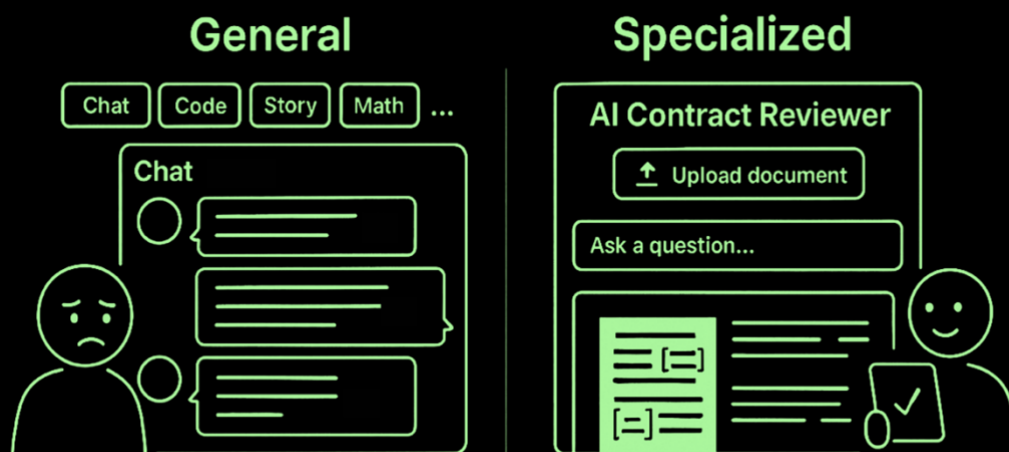 General
Chat Code Story Math ...
Chat
Specialized
AI Contract Reviewer
Upload document
Ask a question...